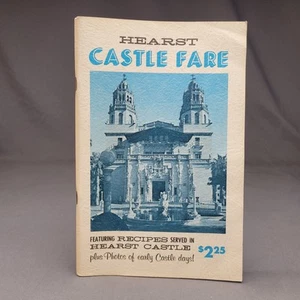 HEARST
CASTLE FARE
FEATURING RECIPES SERVED IN
HEARST CASTLE
plus Photos of early Castle days!
$2.25